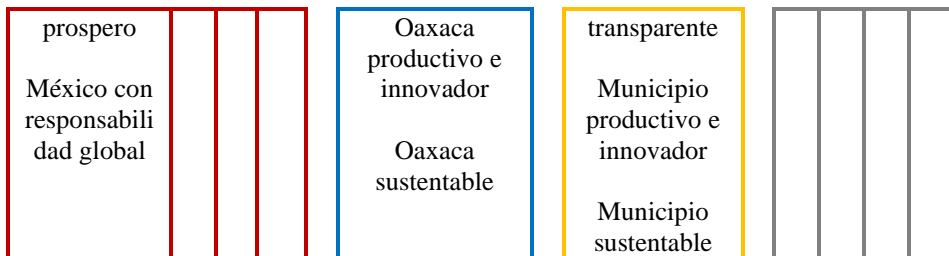 prospero
México con
responsabili
dad global
Oaxaca
productivo e
innovador
Oaxaca
sustentable
transparente
Municipio
productivo e
innovador
Municipio
sustentable